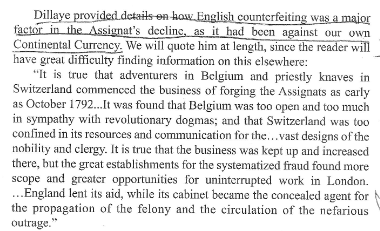 Dillaye provided details on how English counterfeiting was a major
factor in the Assignat's decline, as it had been against our own
Continental Currency. We will quote him at length, since the reader will
have great difficulty finding information on this elsewhere:
"It is true that adventurers in Belgium and priestly knaves in
Switzerland commenced the business of forging the Assignats as early
as October 1792...It was found that Belgium was too open and too much
in sympathy with revolutionary dogmas; and that Switzerland was too
confined in its resources and communication for the...vast designs of the
nobility and clergy. It is true that the business was kept up and increased
there, but the great establishments for the systematized fraud found more
scope and greater opportunities for uninterrupted work in London.
...England lent its aid, while its cabinet became the concealed agent for
the propagation of the felony and the circulation of the nefarious
outrage."